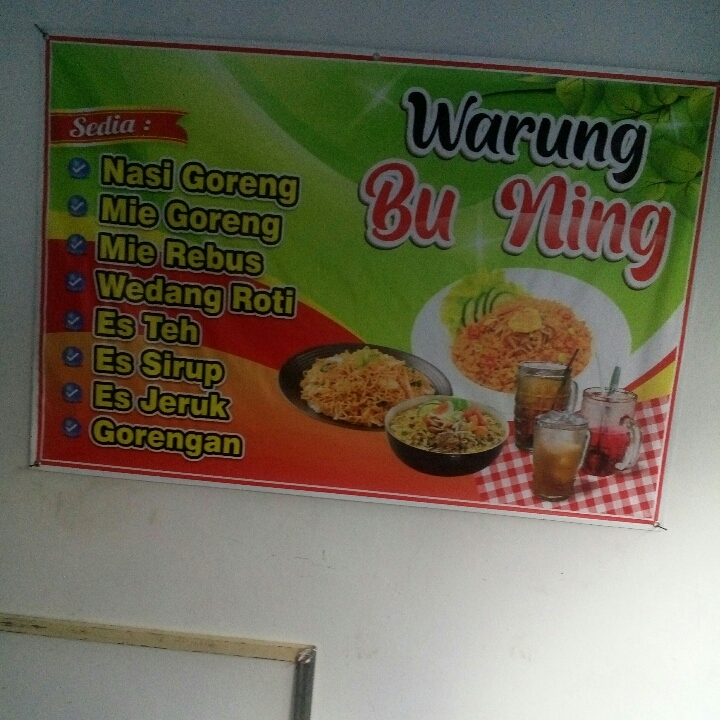 Warung
Bu Ning
Sedia :
Nasi Goreng
Mie Goreng
Mie Rebus
Wedang Roti
Es Teh
Es Sirup
Es Jeruk
Gorengan